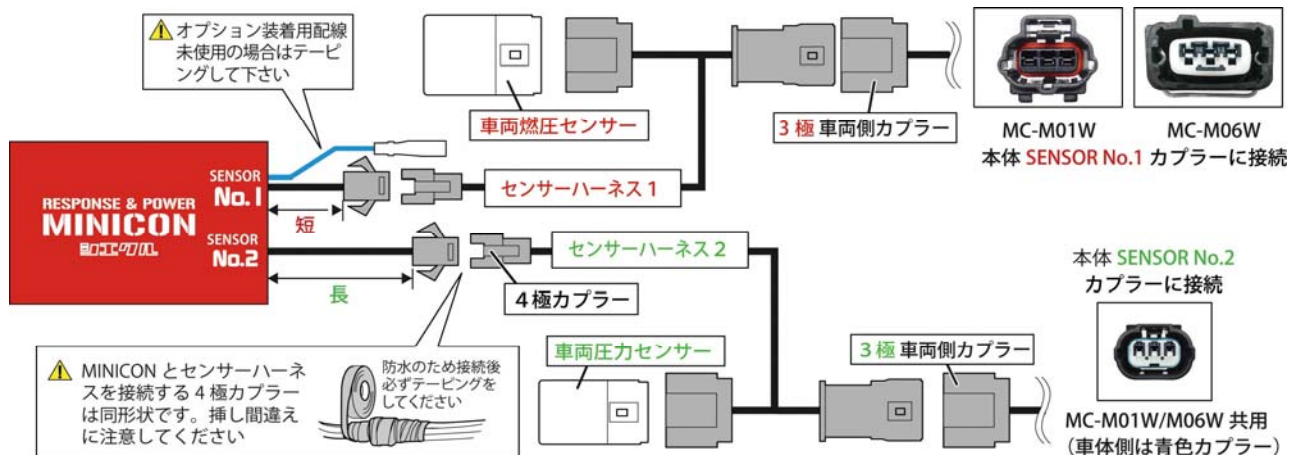 オプション装着用配線
未使用の場合はテーピ
ングして下さい
車両燃圧センサー
3極 車両側カプラー
MC-M01W
MC-M06W
本体 SENSOR No.1 カプラーに接続
SENSOR
No.1
RESPONSE & POWER
MINICON
シエクル
SENSOR
No.2
短
センサーハーネス1
長
センサーハーネス2
4極カプラー
本体 SENSOR No.2
カプラーに接続
MINICON とセンサーハーネ
スを接続する4極カプラー
は同形状です。挿し間違え
に注意してください
防水のため接続後
必ずテーピングを
してください
車両圧力センサー
3極 車両側カプラー
MC-M01W/M06W 共用
(車体側は青色カプラー)